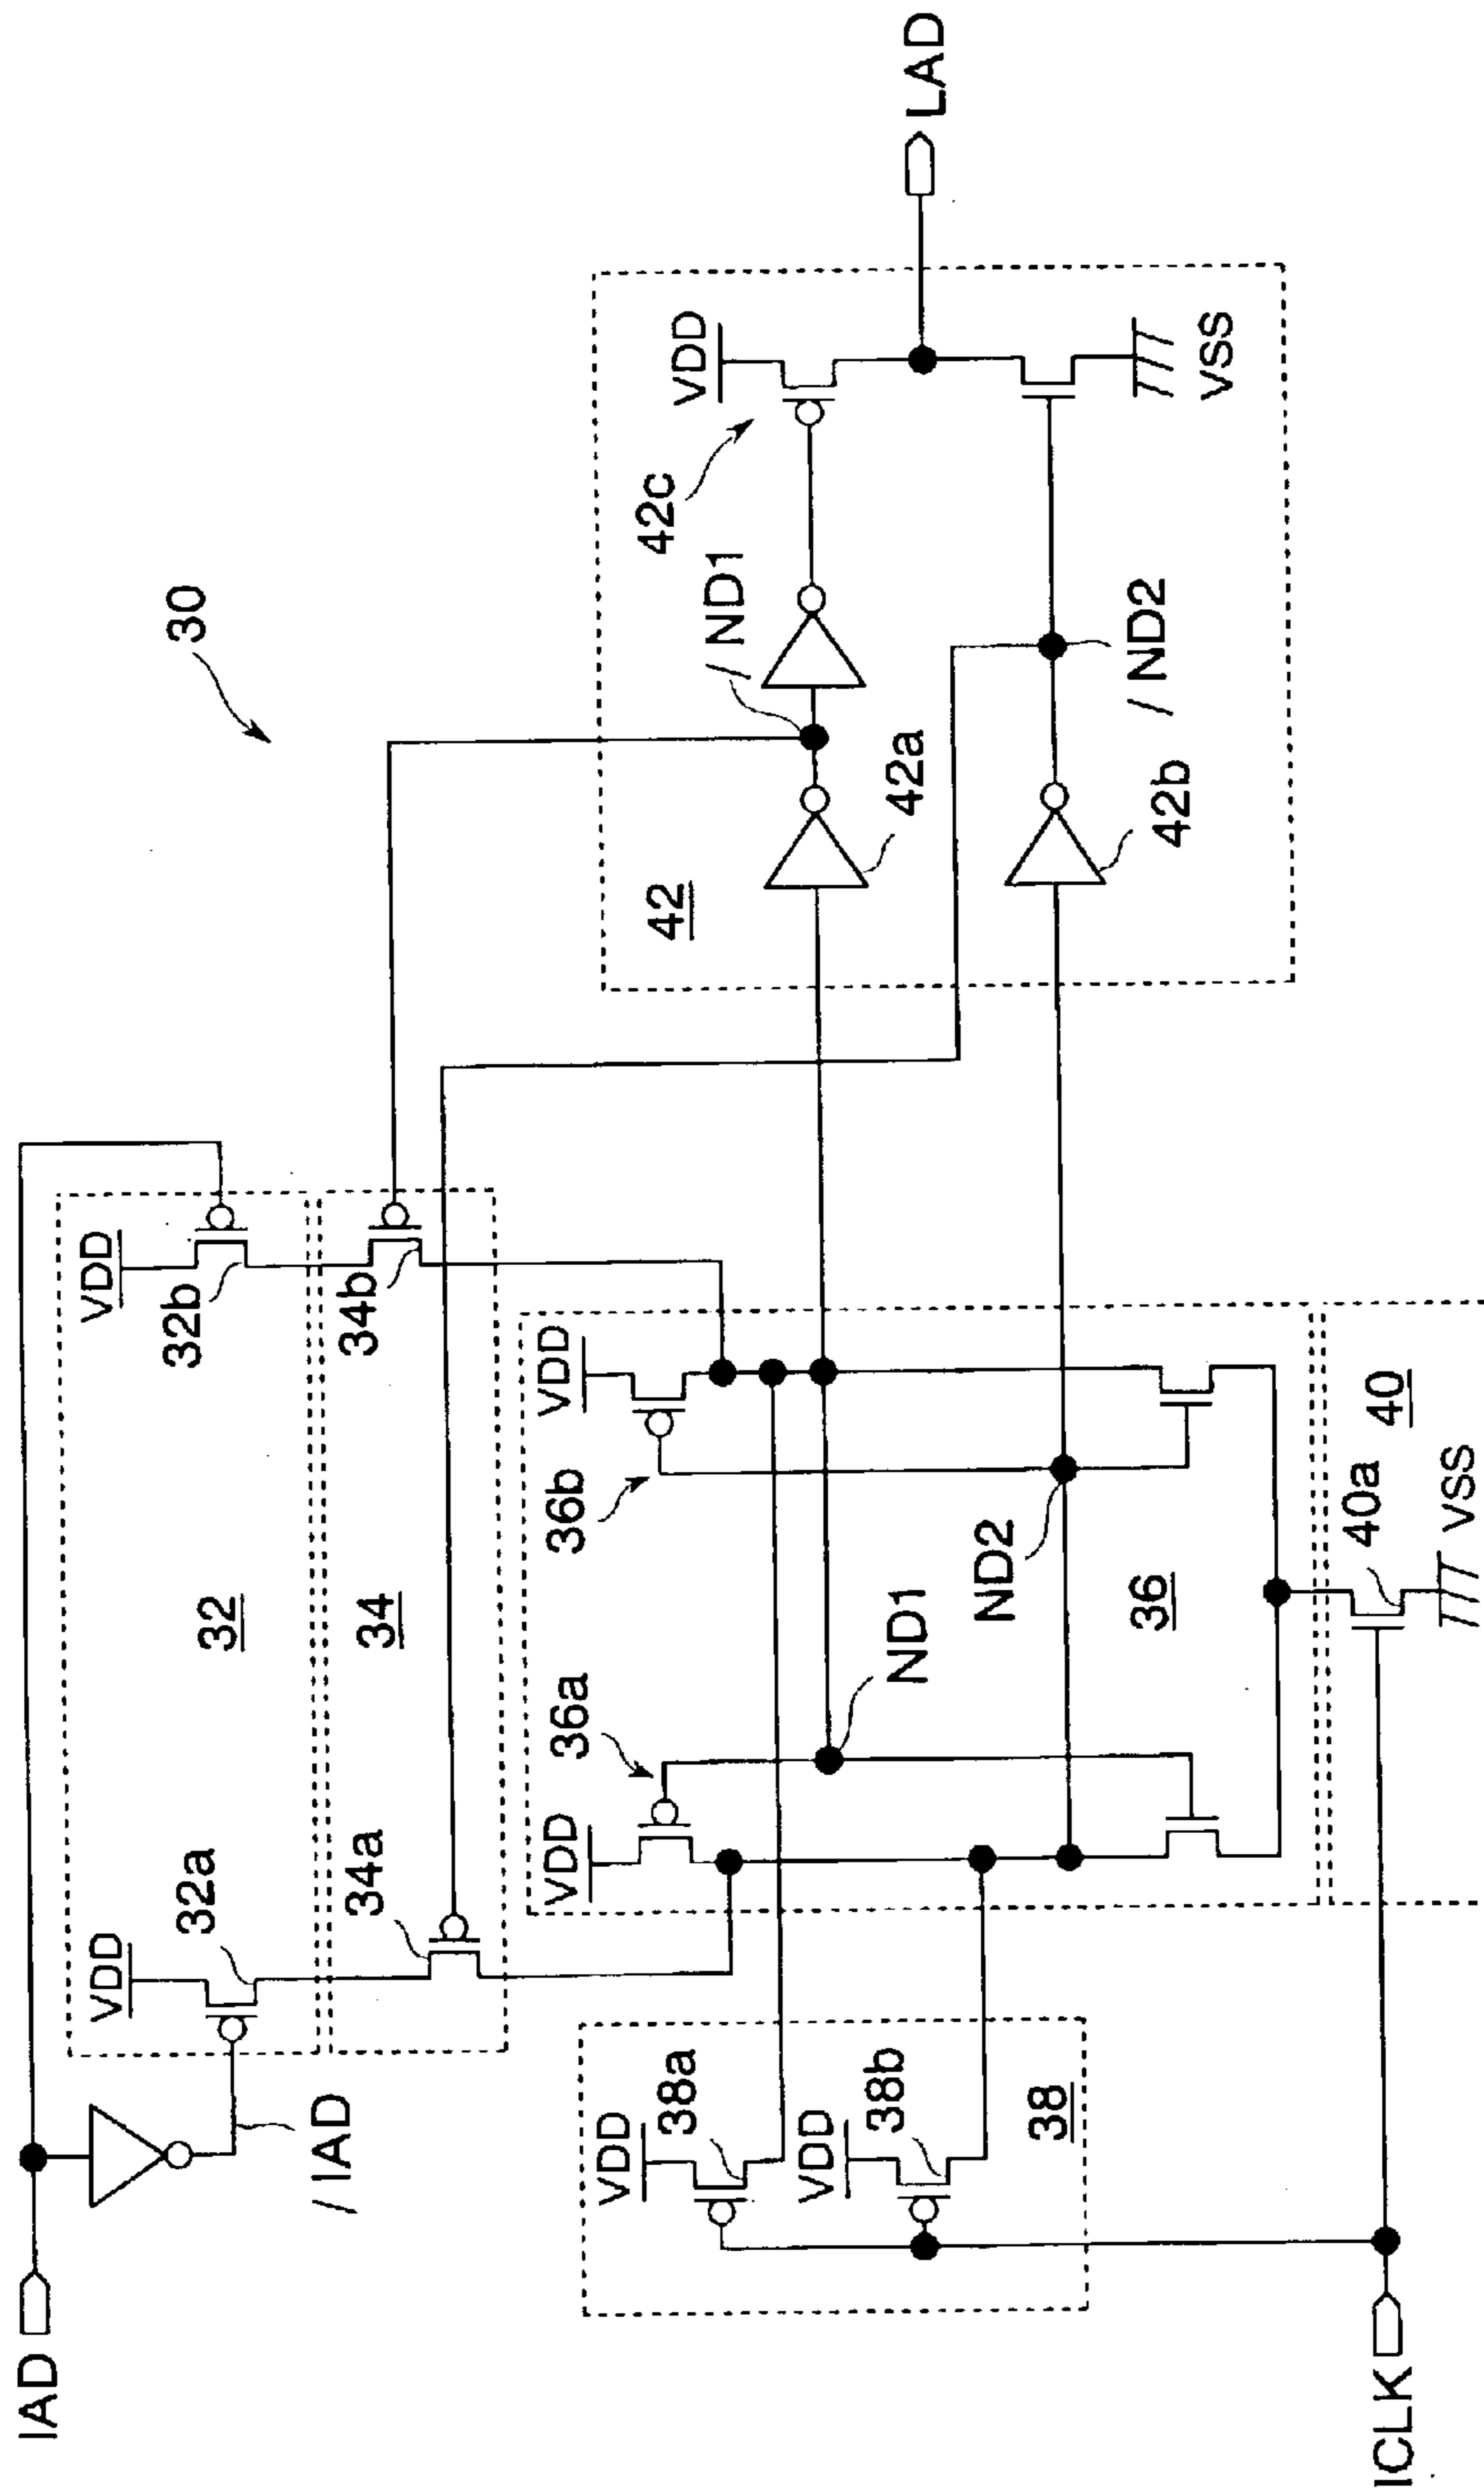 30
IAD
/ IAD
VDD
32a
32
VDD
32b
34a
34
34b
VDD
38a
VDD
38b
38
VDD
36a
ND1
VDD
36b
ND2
36
40
40a
VSS
ICLK
42
42a
/ ND1
42c
VDD
42b
/ ND2
VSS
LAD